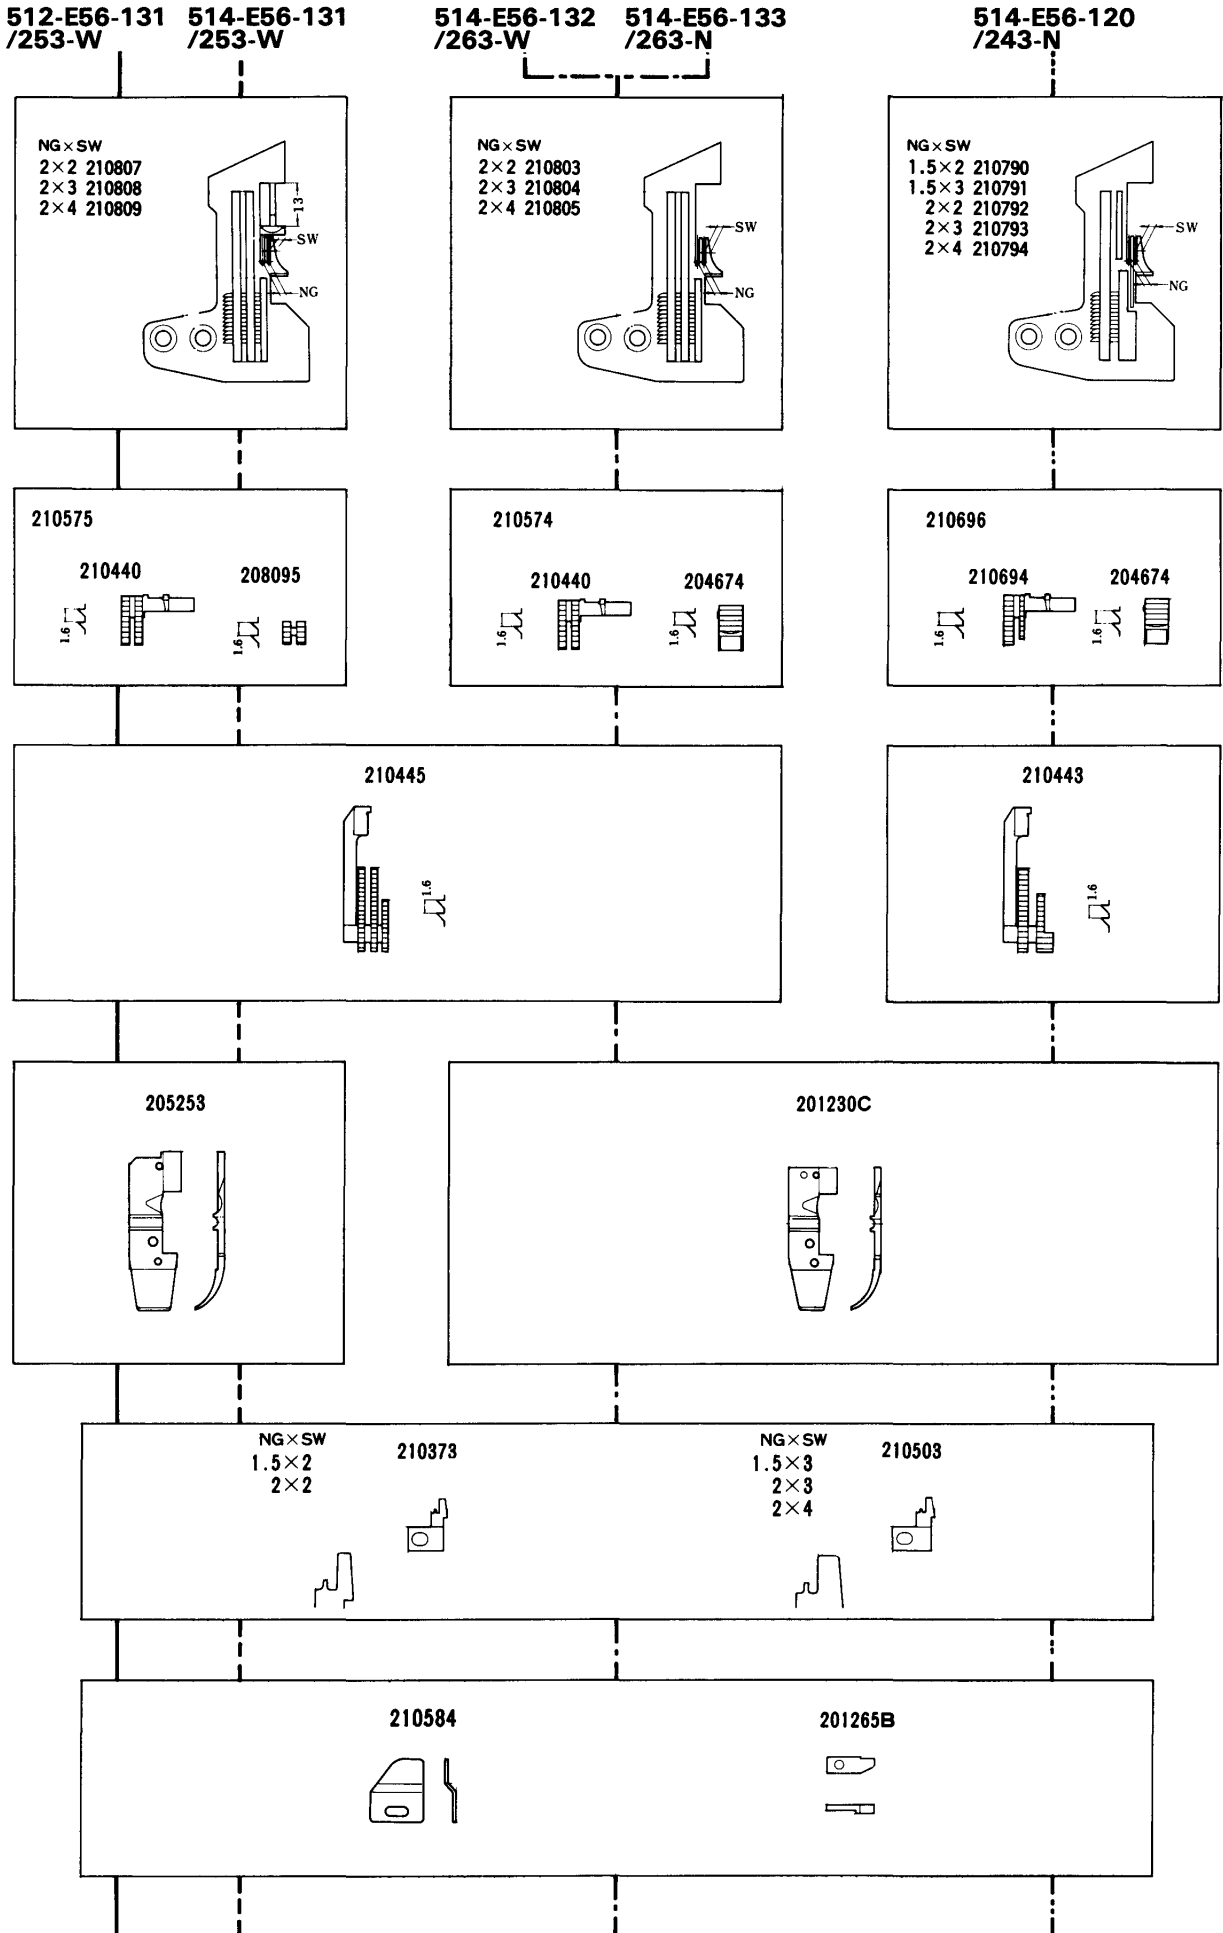 512-E56-131
/253-W
514-E56-131
/253-W
514-E56-132
/263-W
514-E56-133
/263-N
514-E56-120
/243-N
NG×SW
2×2 210807
2×3 210808
2×4 210809
13
SW
NG
NG×SW
2×2 210803
2×3 210804
2×4 210805
SW
NG
NG×SW
1.5×2 210790
1.5×3 210791
2×2 210792
2×3 210793
2×4 210794
SW
NG
210575
210440
1.6
208095
1.6
210574
210440
1.6
204674
1.6
210696
210694
1.6
204674
1.6
210445
1.6
210443
1.6
205253
201230C
NG×SW
1.5×2
2×2
210373
NG×SW
1.5×3
2×3
2×4
210503
210584
201265B